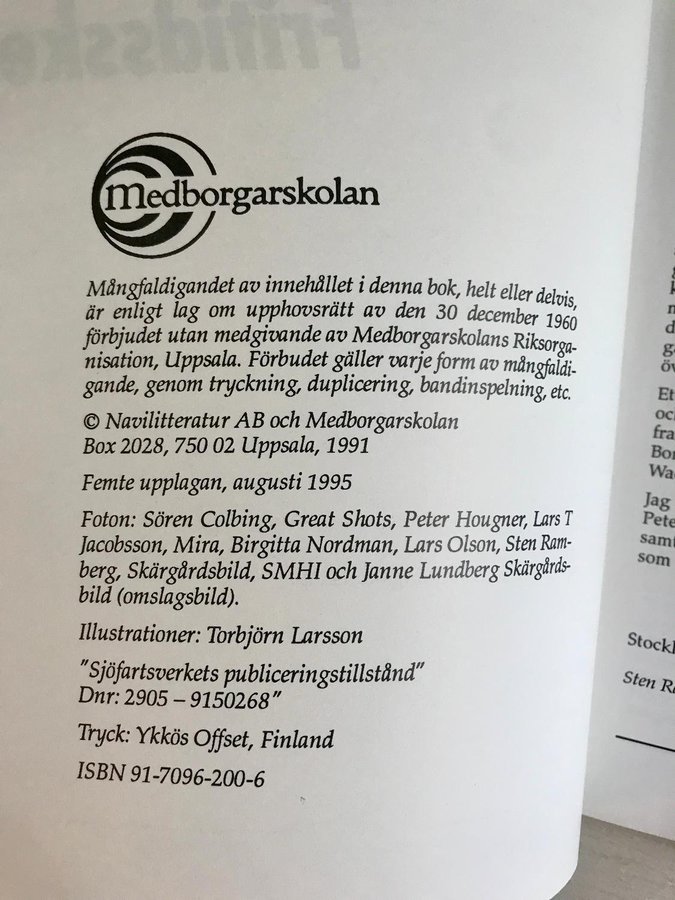 Medborgarskolan
Mångfaldigandet av innehållet i denna bok, helt eller delvis,
är enligt lag om upphovsrätt av den 30 december 1960
förbjudet utan medgivande av Medborgarskolans Riksorga-
nisation, Uppsala. Förbudet gäller varje form av mångfaldi-
gande, genom tryckning, duplicering, bandinspelning, etc.
© Navilitteratur AB och Medborgarskolan
Box 2028, 750 02 Uppsala, 1991
Femte upplagan, augusti 1995
Foton: Sören Colbing, Great Shots, Peter Hougner, Lars T
Jacobsson, Mira, Birgitta Nordman, Lars Olson, Sten Ram-
berg, Skärgårdsbild, SMHI och Janne Lundberg Skärgårds-
bild (omslagsbild).
Illustrationer: Torbjörn Larsson
"Sjöfartsverkets publiceringstillstånd"
Dnr: 2905 – 9150268"
Tryck: Ykkös Offset, Finland
ISBN 91-7096-200-6
Et
Jag
som
Sten